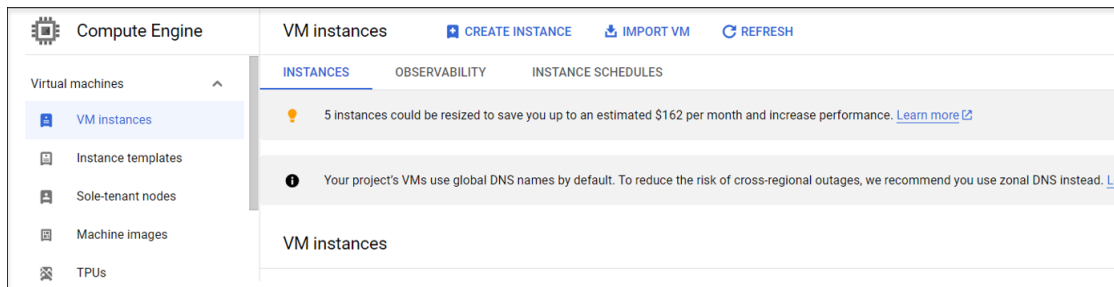 Compute Engine
VM instances
CREATE INSTANCE
IMPORT VM
REFRESH
Virtual machines
VM instances
Instance templates
Sole-tenant nodes
Machine images
TPUs
INSTANCES
OBSERVABILITY
INSTANCE SCHEDULES
5 instances could be resized to save you up to an estimated $162 per month and increase performance. Learn more
Your project's VMs use global DNS names by default. To reduce the risk of cross-regional outages, we recommend you use zonal DNS instead.
VM instances